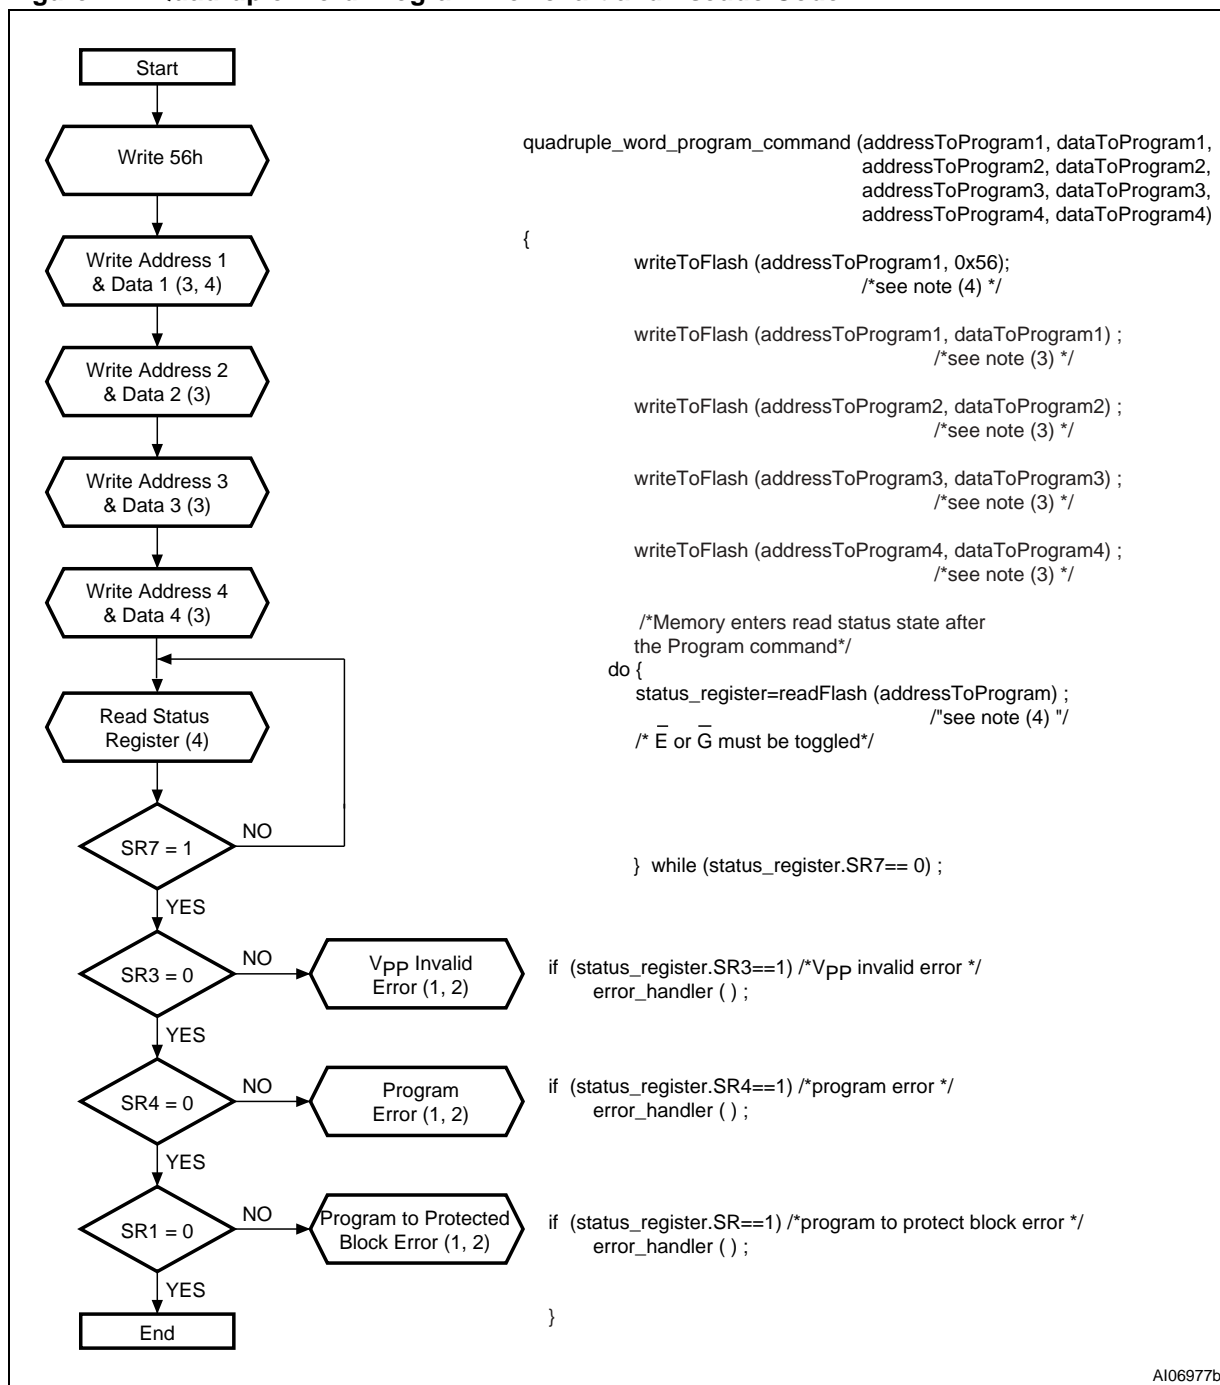 Start
Write 56h
Write Address 1
& Data 1 (3, 4)
Write Address 2
& Data 2 (3)
Write Address 3
& Data 3 (3)
Write Address 4
& Data 4 (3)
Read Status
Register (4)
SR7 = 1
NO
YES
SR3 = 0
NO
VPP Invalid
Error (1, 2)
YES
SR4 = 0
NO
Program
Error (1, 2)
YES
SR1 = 0
NO
Program to Protected
Block Error (1, 2)
YES
End
quadruple_word_program_command (addressToProgram1, dataToProgram1,
addressToProgram2, dataToProgram2,
addressToProgram3, dataToProgram3,
addressToProgram4, dataToProgram4)
{
writeToFlash (addressToProgram1, 0x56);
/*see note (4) */
writeToFlash (addressToProgram1, dataToProgram1) ;
/*see note (3) */
writeToFlash (addressToProgram2, dataToProgram2) ;
/*see note (3) */
writeToFlash (addressToProgram3, dataToProgram3) ;
/*see note (3) */
writeToFlash (addressToProgram4, dataToProgram4) ;
/*see note (3) */
/*Memory enters read status state after
the Program command*/
do {
status_register=readFlash (addressToProgram) ;
/"see note (4) "/
/* E̅ or G̅ must be toggled*/
} while (status_register.SR7== 0) ;
if (status_register.SR3==1) /*VPP invalid error */
error_handler ( ) ;
if (status_register.SR4==1) /*program error */
error_handler ( ) ;
if (status_register.SR==1) /*program to protect block error */
error_handler ( ) ;
}
AI06977b